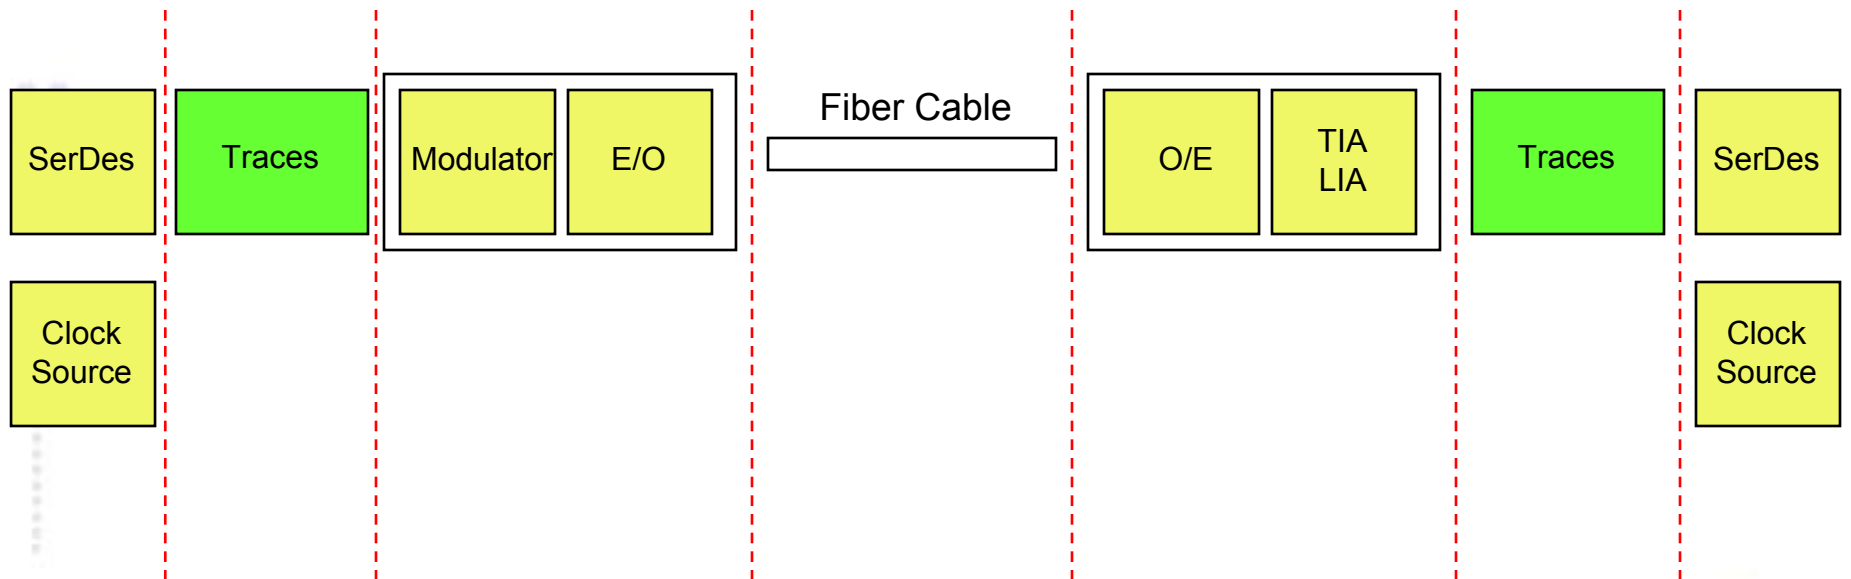 Fiber Cable
SerDes
Traces
Modulator
E/O
O/E
TIA
LIA
Traces
SerDes
Clock
Source
Clock
Source